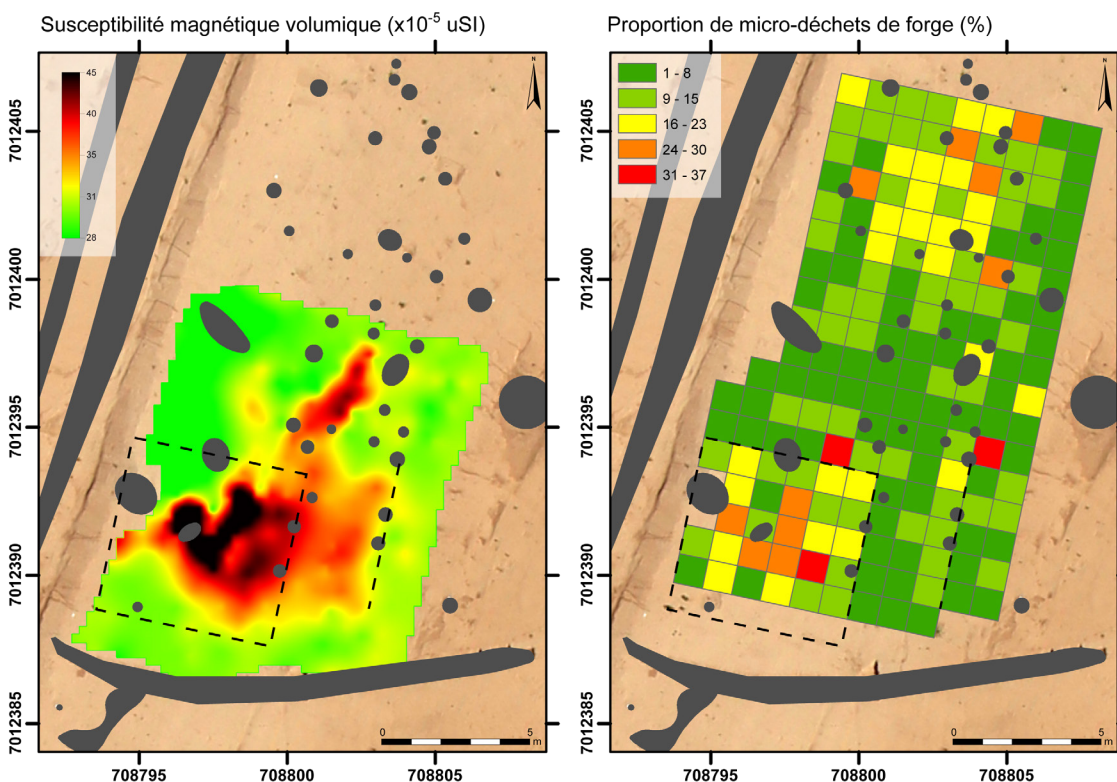 Susceptibilité magnétique volumique (x10⁻⁵ uSI)
45
40
35
31
28
N
7012405
7012400
7012395
7012390
7012385
0 5
m
708795 708800 708805
Proportion de micro-déchets de forge (%)
1 - 8
9 - 15
16 - 23
24 - 30
31 - 37
N
7012405
7012400
7012395
7012390
7012385
0 5
m
708795 708800 708805